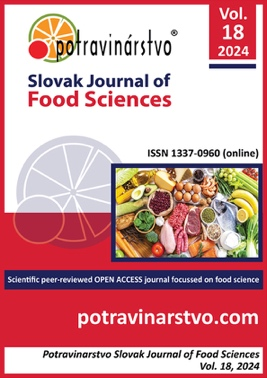 Vol.
18
2024
potravinárstvo®
Slovak Journal of
Food Sciences
ISSN 1337-0960 (online)
Scientific peer-reviewed OPEN ACCESS journal focussed on food science
potravinarstvo.com
Potravinarstvo Slovak Journal of Food Sciences
Vol. 18, 2024